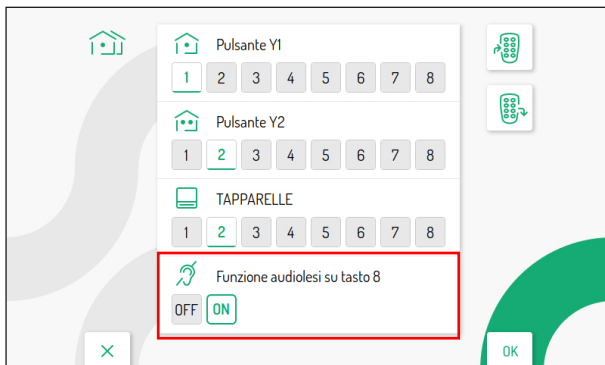 Pulsante Y1
1 2 3 4 5 6 7 8
Pulsante Y2
1 2 3 4 5 6 7 8
TAPPARELLE
1 2 3 4 5 6 7 8
Funzione audiolesi su tasto 8
OFF ON
OK